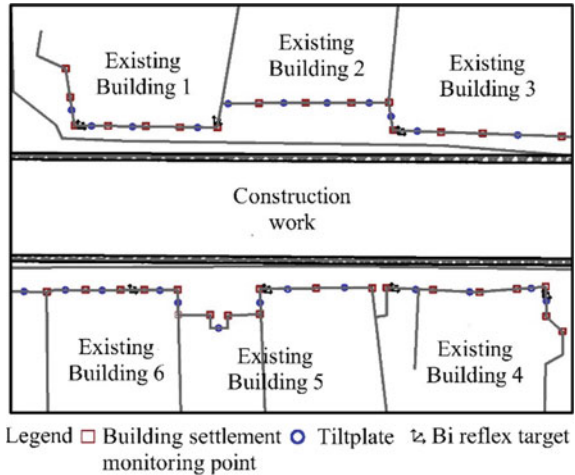 Existing
Building 1
Existing
Building 2
Existing
Building 3
Construction
work
Existing
Building 6
Existing
Building 5
Existing
Building 4
Legend Building settlement
monitoring point
Tiltplate
Bi reflex target